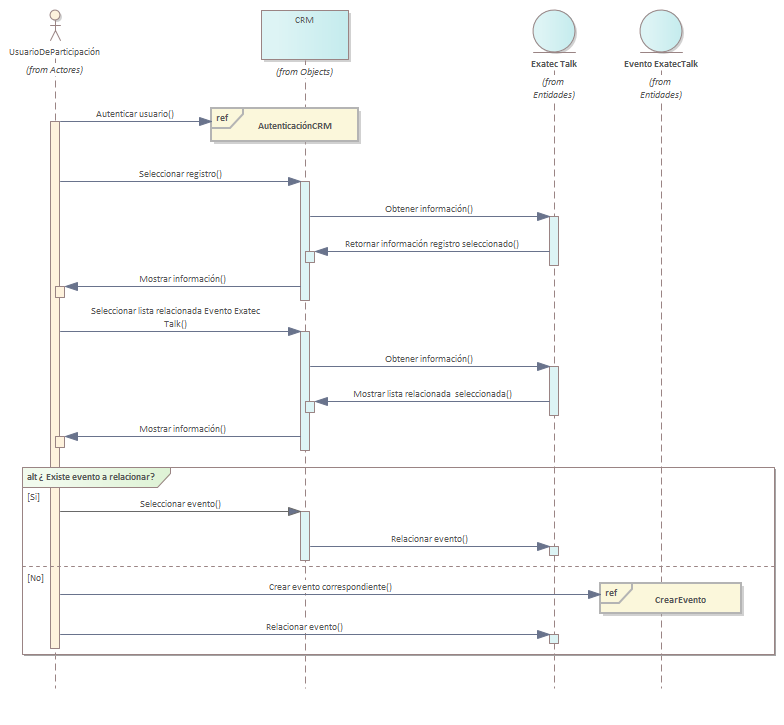 CRM
UsuarioDeParticipación
(from Actores)
(from Objects)
Exatec Talk
(from
Entidades)
Evento ExatecTalk
(from
Entidades)
Autenticar usuario()
ref
AutenticaciónCRM
Seleccionar registro()
Obtener información()
Retornar información registro seleccionado()
Mostrar información()
Seleccionar lista relacionada Evento Exatec
Talk()
Obtener información()
Mostrar lista relacionada  seleccionada()
Mostrar información()
alt ¿ Existe evento a relacionar?
[Si]
Seleccionar evento()
Relacionar evento()
[No]
Crear evento correspondiente()
ref
CrearEvento
Relacionar evento()